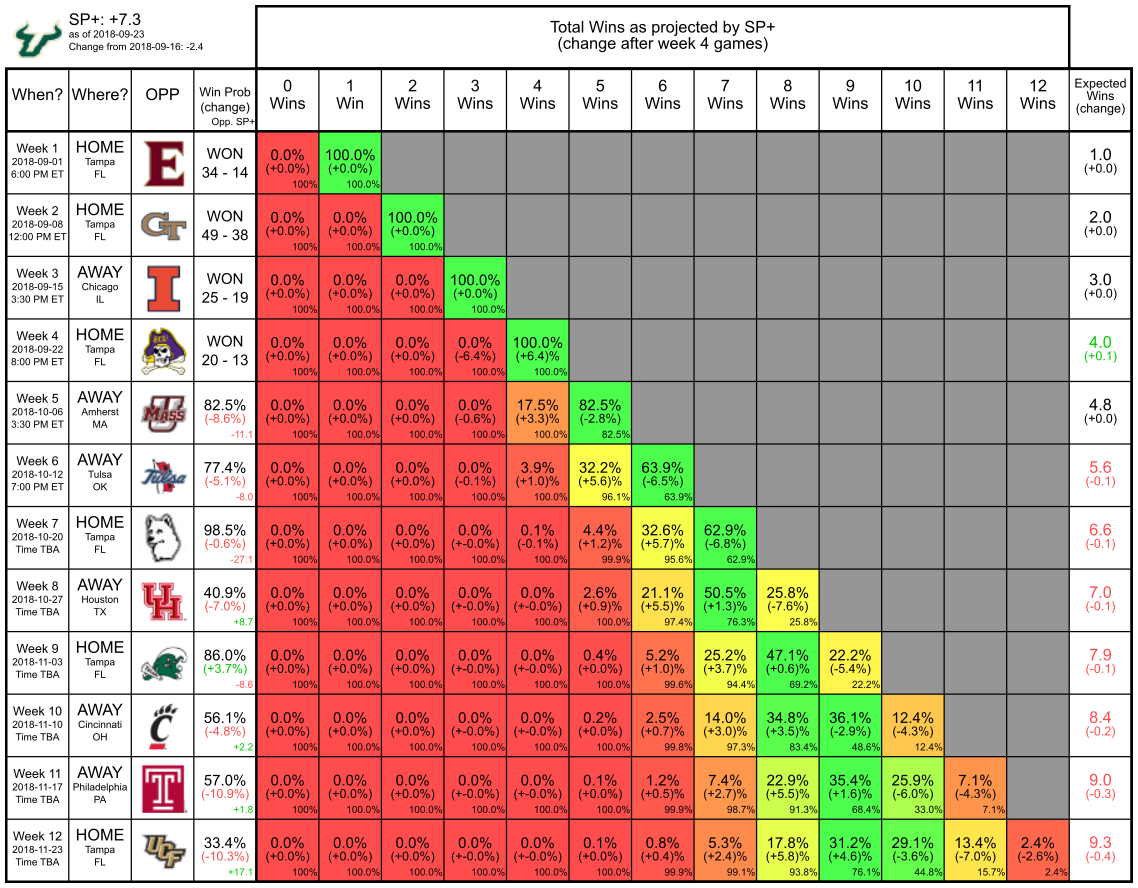 SP+: +7.3
as of 2018-09-23
Change from 2018-09-16: -2.4
Total Wins as projected by SP+
(change after week 4 games)
When? Where? OPP Win Prob (change) Opp. SP+ 0 Wins 1 Win 2 Wins 3 Wins 4 Wins 5 Wins 6 Wins 7 Wins 8 Wins 9 Wins 10 Wins 11 Wins 12 Wins Expected Wins (change)
Week 1 HOME E WON 0.0% 100.0% 1.0
2018-09-01 Tampa 34 - 14 (+0.0%) (+0.0%) (+0.0)
6:00 PM ET FL 100% 100.0%
Week 2 HOME GT WON 0.0% 0.0% 100.0% 2.0
2018-09-08 Tampa 49 - 38 (+0.0%) (+0.0%) (+0.0%) (+0.0)
12:00 PM ET FL 100% 100.0% 100.0%
Week 3 AWAY I WON 0.0% 0.0% 0.0% 100.0% 3.0
2018-09-15 Chicago 25 - 19 (+0.0%) (+0.0%) (+0.0%) (+0.0%) (+0.0)
3:30 PM ET IL 100% 100.0% 100.0% 100.0%
Week 4 HOME ECU WON 0.0% 0.0% 0.0% 0.0% 100.0% 4.0
2018-09-22 Tampa 20 - 13 (+0.0%) (+0.0%) (+0.0%) (-6.4%) (+6.4)% (+0.1)
8:00 PM ET FL 100% 100.0% 100.0% 100.0% 100.0%
Week 5 AWAY MASS 82.5% 0.0% 0.0% 0.0% 0.0% 17.5% 82.5% 4.8
2018-10-06 Amherst (-8.6%) (+0.0%) (+0.0%) (+0.0%) (-0.6%) (+3.3)% (-2.8%) (+0.0)
3:30 PM ET MA -11.1 100% 100.0% 100.0% 100.0% 100.0% 82.5%
Week 6 AWAY Tulsa 77.4% 0.0% 0.0% 0.0% 0.0% 3.9% 32.2% 63.9% 5.6
2018-10-12 Tulsa (-5.1%) (+0.0%) (+0.0%) (+0.0%) (-0.1%) (+1.0)% (+5.6)% (-6.5%) (-0.1)
7:00 PM ET OK -8.0 100% 100.0% 100.0% 100.0% 100.0% 96.1% 63.9%
Week 7 HOME 98.5% 0.0% 0.0% 0.0% 0.0% 0.1% 4.4% 32.6% 62.9% 6.6
2018-10-20 Tampa (-0.6%) (+0.0%) (+0.0%) (+0.0%) (+-0.0%) (-0.1%) (+1.2)% (+5.7)% (-6.8%) (-0.1)
Time TBA FL -27.1 100% 100.0% 100.0% 100.0% 100.0% 99.9% 95.6% 62.9%
Week 8 AWAY UH 40.9% 0.0% 0.0% 0.0% 0.0% 0.0% 2.6% 21.1% 50.5% 25.8% 7.0
2018-10-27 Houston (-7.0%) (+0.0%) (+0.0%) (+0.0%) (+-0.0%) (+-0.0%) (+0.9)% (+5.5)% (+1.3)% (-7.6%) (-0.1)
Time TBA TX +8.7 100% 100.0% 100.0% 100.0% 100.0% 100.0% 97.4% 76.3% 25.8%
Week 9 HOME 86.0% 0.0% 0.0% 0.0% 0.0% 0.0% 0.4% 5.2% 25.2% 47.1% 22.2% 7.9
2018-11-03 Tampa (+3.7%) (+0.0%) (+0.0%) (+0.0%) (+-0.0%) (+-0.0%) (+0.0%) (+1.0)% (+3.7)% (+0.6)% (-5.4%) (-0.1)
Time TBA FL -8.6 100% 100.0% 100.0% 100.0% 100.0% 100.0% 99.6% 94.4% 69.2% 22.2%
Week 10 AWAY C 56.1% 0.0% 0.0% 0.0% 0.0% 0.0% 0.2% 2.5% 14.0% 34.8% 36.1% 12.4% 8.4
2018-11-10 Cincinnati (-4.8%) (+0.0%) (+0.0%) (+0.0%) (+-0.0%) (+-0.0%) (+0.0%) (+0.7)% (+3.0)% (+3.5)% (-2.9%) (-4.3%) (-0.2)
Time TBA OH +2.2 100% 100.0% 100.0% 100.0% 100.0% 100.0% 99.8% 97.3% 83.4% 48.6% 12.4%
Week 11 AWAY T 57.0% 0.0% 0.0% 0.0% 0.0% 0.0% 0.1% 1.2% 7.4% 22.9% 35.4% 25.9% 7.1% 9.0
2018-11-17 Philadelphia (-10.9%) (+0.0%) (+0.0%) (+0.0%) (+-0.0%) (+-0.0%) (+0.0%) (+0.5)% (+2.7)% (+5.5)% (+1.6)% (-6.0%) (-4.3%) (-0.3)
Time TBA PA +1.8 100% 100.0% 100.0% 100.0% 100.0% 100.0% 99.9% 98.7% 91.3% 68.4% 33.0% 7.1%
Week 12 HOME UCF 33.4% 0.0% 0.0% 0.0% 0.0% 0.0% 0.1% 0.8% 5.3% 17.8% 31.2% 29.1% 13.4% 2.4% 9.3
2018-11-23 Tampa (-10.3%) (+0.0%) (+0.0%) (+0.0%) (+-0.0%) (+-0.0%) (+0.0%) (+0.4)% (+2.4)% (+5.8)% (+4.6)% (-3.6%) (-7.0%) (-2.6%) (-0.4)
Time TBA FL +17.1 100% 100.0% 100.0% 100.0% 100.0% 100.0% 99.9% 99.1% 93.8% 76.1% 44.8% 15.7% 2.4%